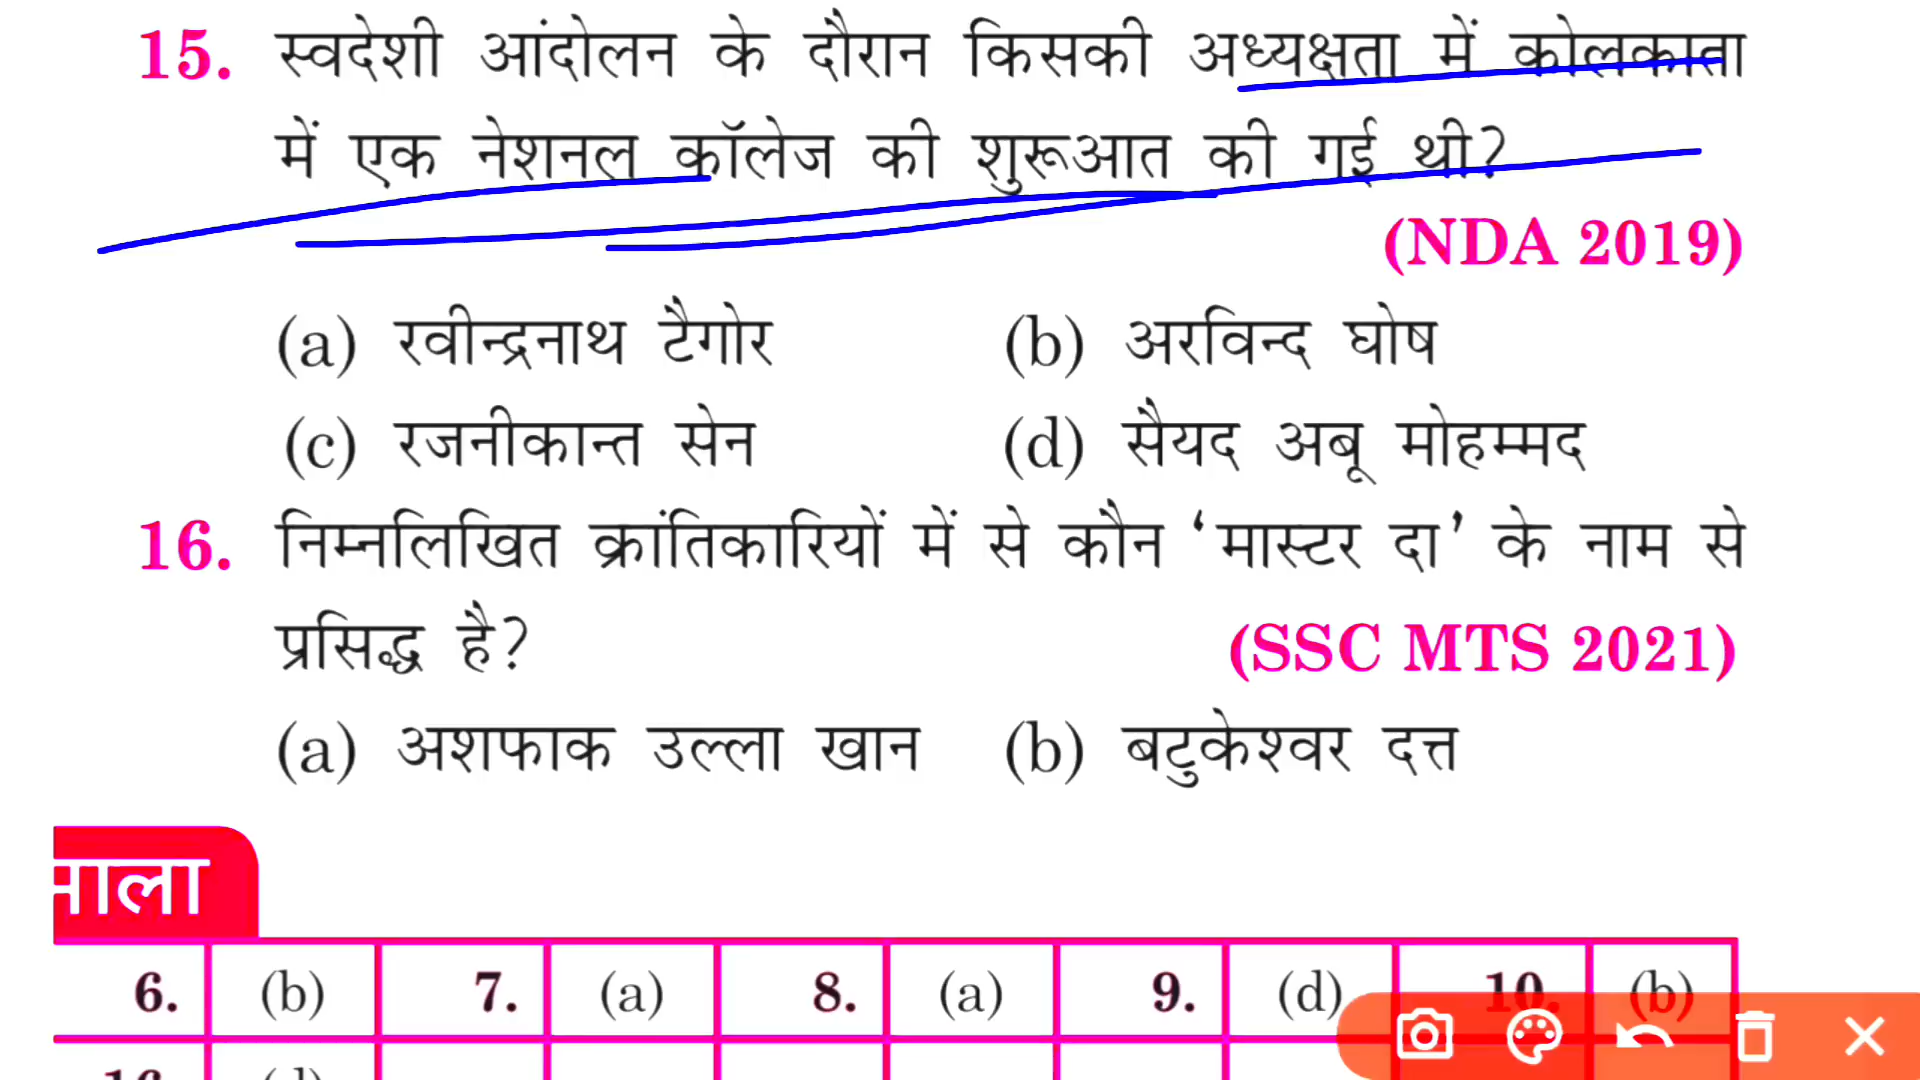 15. स्वदेशी आंदोलन के दौरान किसकी अध्यक्षता में कोलकाता
में एक नेशनल कॉलेज की शुरूआत की गई थी?
(NDA 2019)
(a) रवीन्द्रनाथ टैगोर (b) अरविन्द घोष
(c) रजनीकान्त सेन (d) सैयद अबू मोहम्मद
16. निम्नलिखित क्रांतिकारियों में से कौन ‘मास्टर दा’ के नाम से
प्रसिद्ध है? (SSC MTS 2021)
(a) अशफाक उल्ला खान (b) बटुकेश्वर दत्त
माला
6. (b) 7. (a) 8. (a) 9. (d) 10. (b)